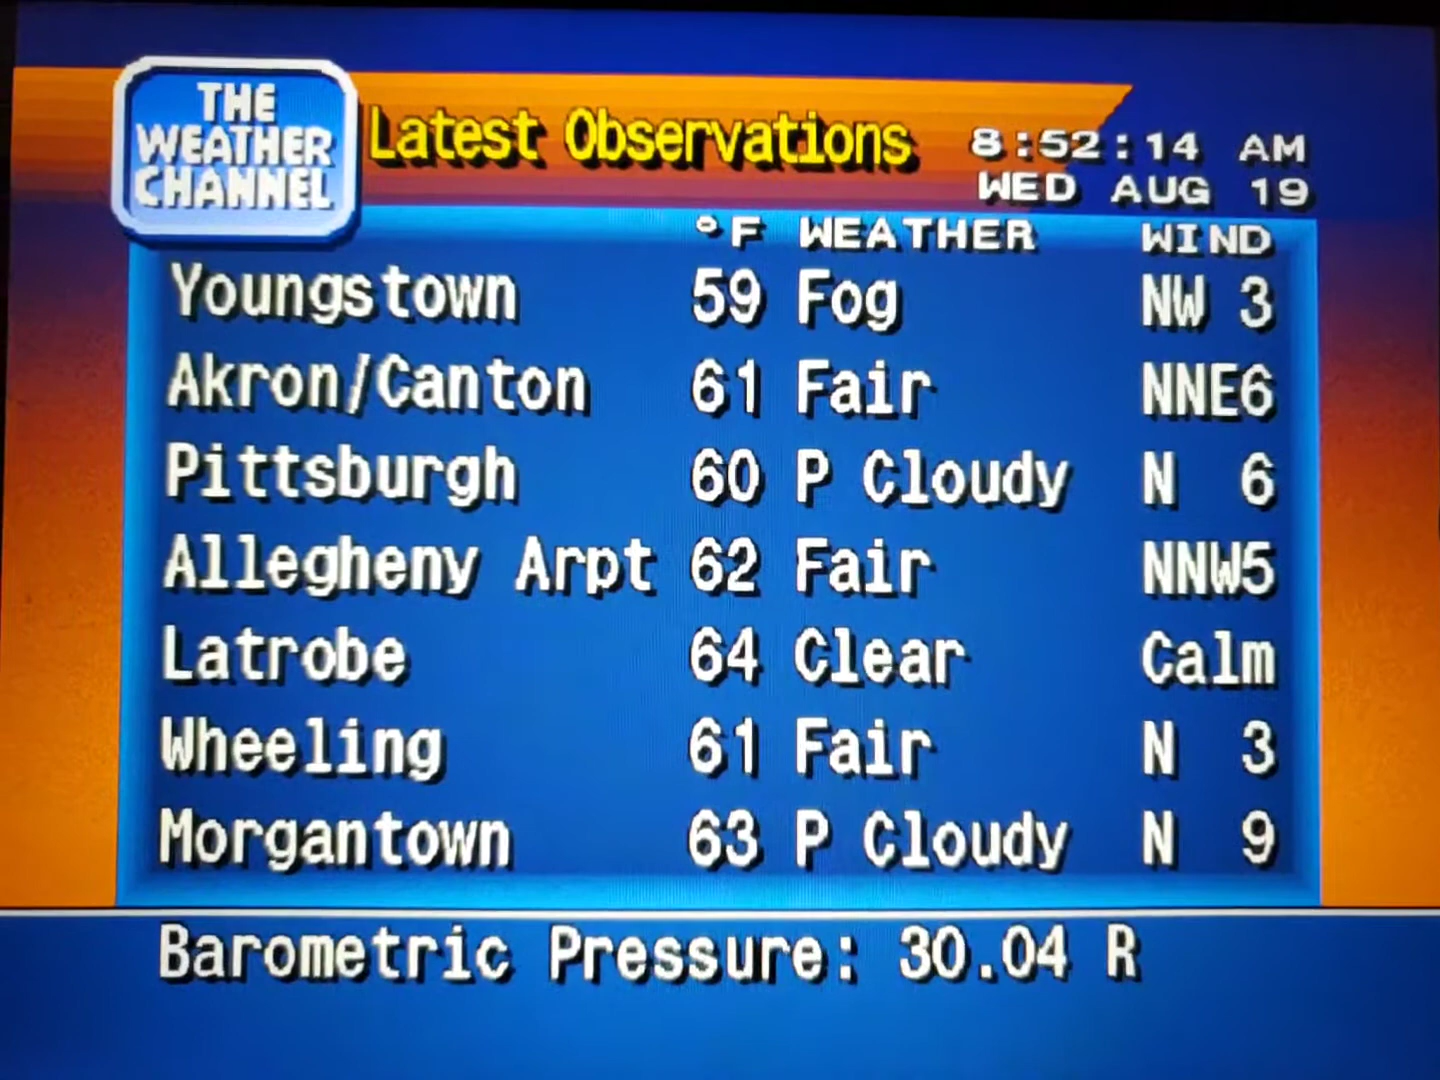 THE
WEATHER
CHANNEL
Latest Observations
8:52:14 AM
WED AUG 19
°F WEATHER WIND
Youngstown 59 Fog NW 3
Akron/Canton 61 Fair NNE6
Pittsburgh 60 P Cloudy N 6
Allegheny Arpt 62 Fair NNW5
Latrobe 64 Clear Calm
Wheeling 61 Fair N 3
Morgantown 63 P Cloudy N 9
Barometric Pressure: 30.04 R